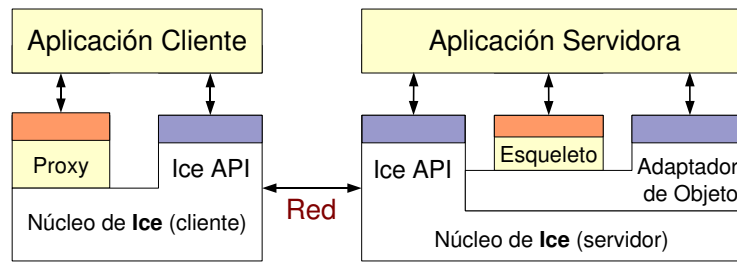 Aplicación Cliente
Aplicación Servidora
Proxy
Ice API
Ice API
Esqueleto
Adaptador
de Objeto
Red
Núcleo de Ice (cliente)
Núcleo de Ice (servidor)